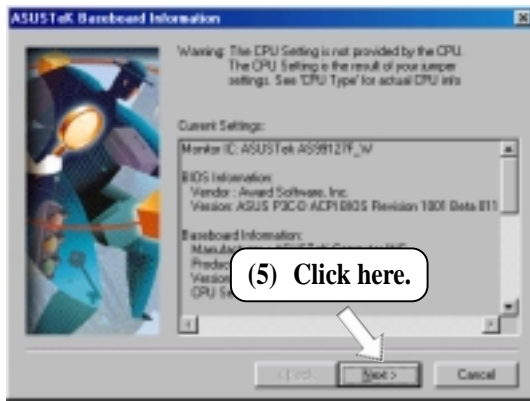 ASUSTeK Baseboard Information
Warning: The CPU Setting is not provided by the CPU.
The CPU Setting is the result of your jumper
settings. See 'CPU Type' for actual CPU info
Current Settings:
Monitor IC: ASUSTek AS99127F_W
BIOS Information:
Vendor : Award Software, Inc.
Version: ASUS P3C-D ACPI BIOS Revision 1001 Beta 011
Baseboard Information:
(5) Click here.
Next >
Cancel